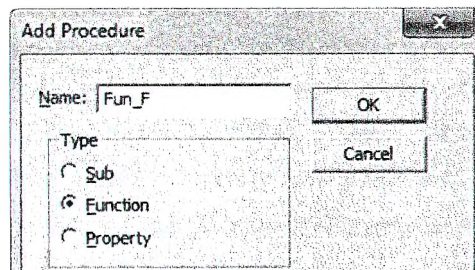 Add Procedure
Name: Fun_F
OK
Type
Cancel
Sub
Function
Property